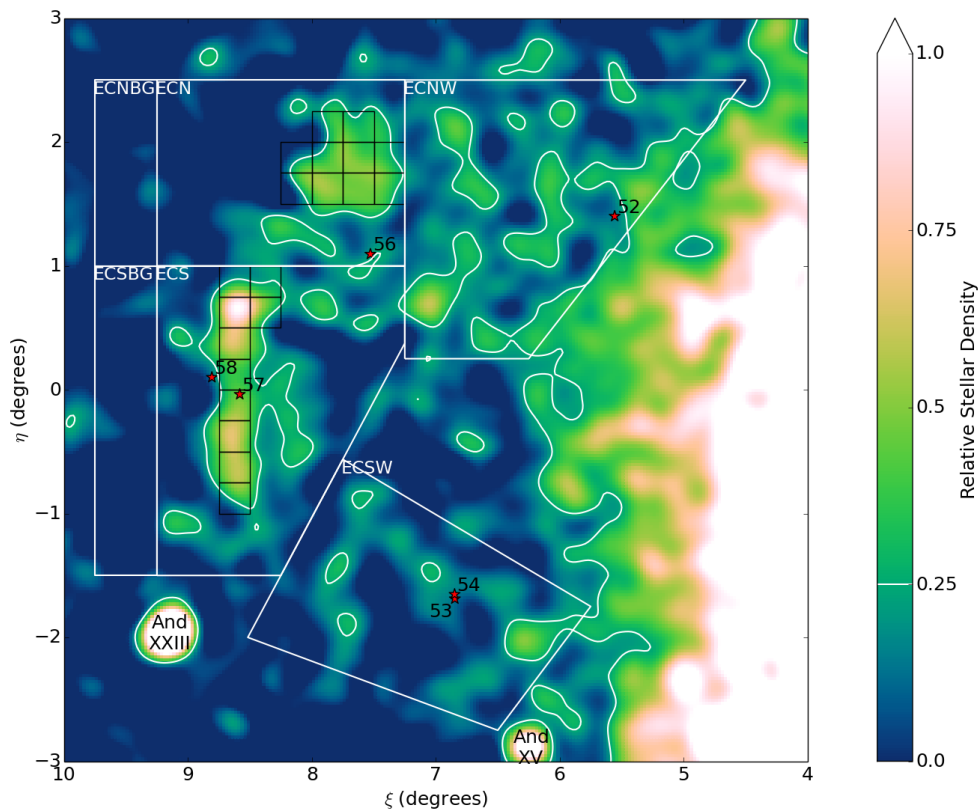 3
2
1
0
−1
−2
−3
η (degrees)
ECNBG
ECN
ECNW
52
56
ECSBG
ECS
58
57
ECSW
54
53
And
XXIII
And
XV
10
9
8
7
6
5
4
ξ (degrees)
1.0
0.75
0.5
0.25
0.0
Relative Stellar Density